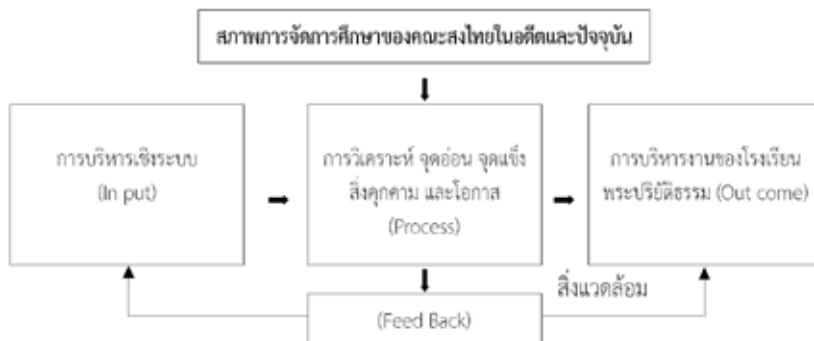 สภาพการจัดการศึกษาของคณะสงไทยในอดีตและปัจจุบัน
การบริหารเชิงระบบ
(In put)
การวิเคราะห์ จุดอ่อน จุดแข็ง
สิ่งคุกคาม และโอกาส
(Process)
การบริหารงานของโรงเรียน
พระปริยัติธรรม (Out come)
สิ่งแวดล้อม
(Feed Back)